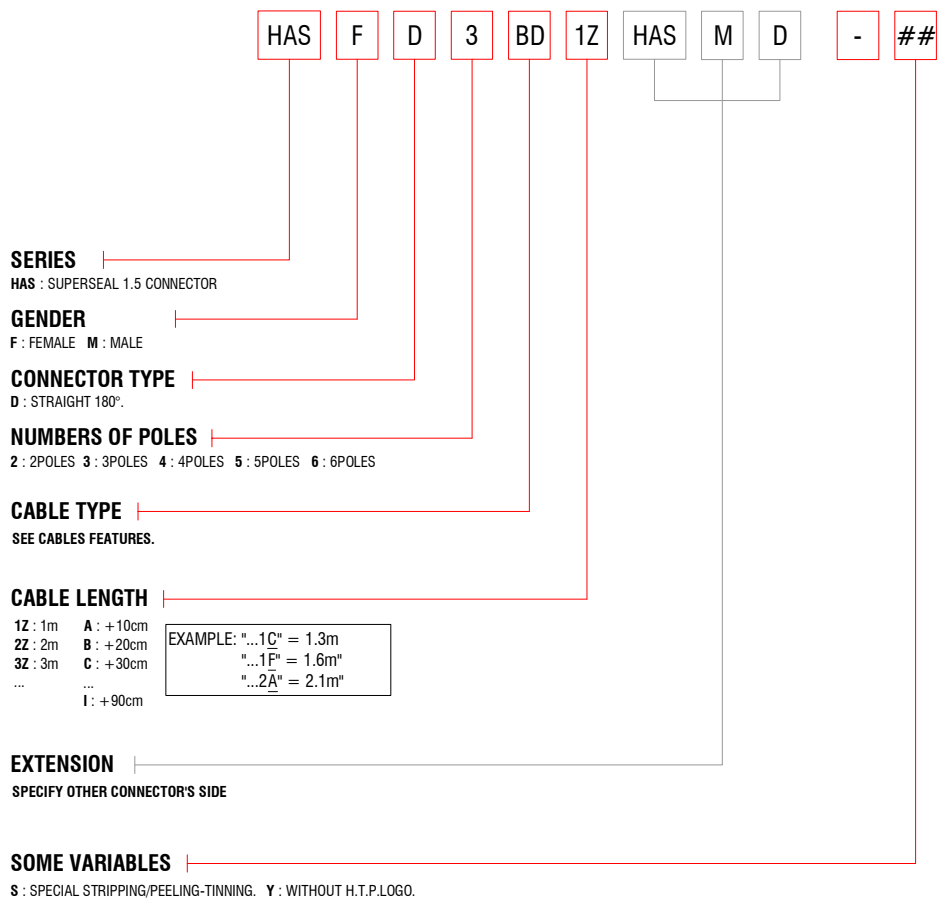 HAS F D 3 BD 1Z HAS M D - ##
SERIES
HAS : SUPERSEAL 1.5 CONNECTOR
GENDER
F : FEMALE M : MALE
CONNECTOR TYPE
D : STRAIGHT 180°.
NUMBERS OF POLES
2 : 2POLES 3 : 3POLES 4 : 4POLES 5 : 5POLES 6 : 6POLES
CABLE TYPE
SEE CABLES FEATURES.
CABLE LENGTH
1Z : 1m A : +10cm
2Z : 2m B : +20cm
3Z : 3m C : +30cm
... ...
I : +90cm
EXAMPLE: "...1C" = 1.3m
"...1F" = 1.6m"
"...2A" = 2.1m"
EXTENSION
SPECIFY OTHER CONNECTOR'S SIDE
SOME VARIABLES
S : SPECIAL STRIPPING/PEELING-TINNING. Y : WITHOUT H.T.P.LOGO.